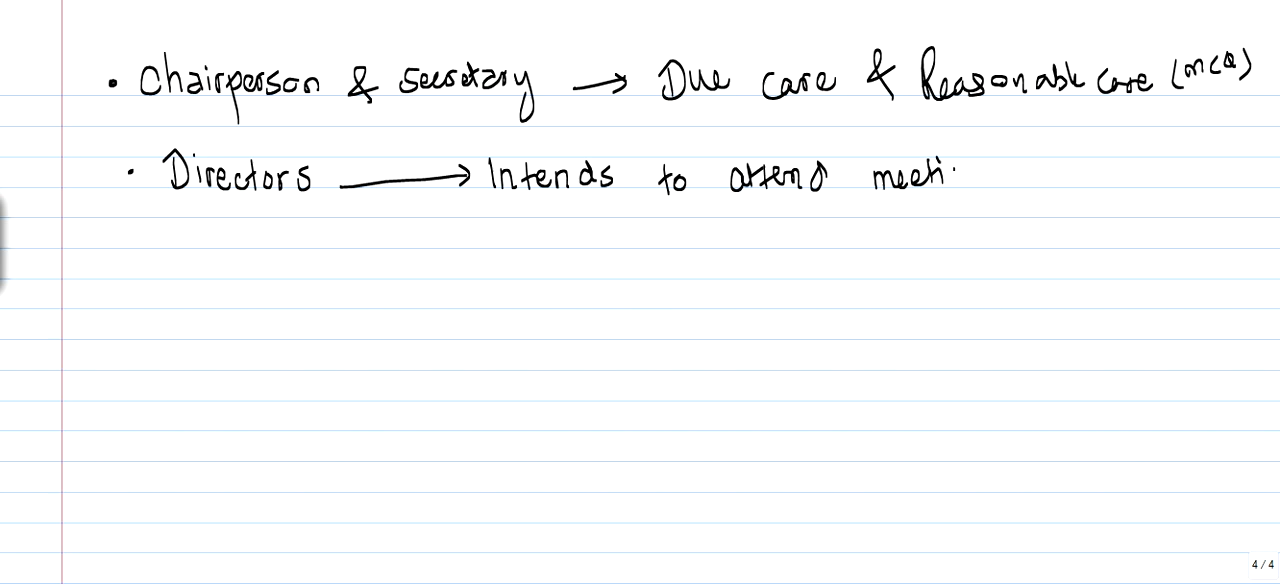 • Chairperson & Secretary → Due care & Reasonable care (MCQ)
• Directors → Intends to attend meeti.
4 / 4